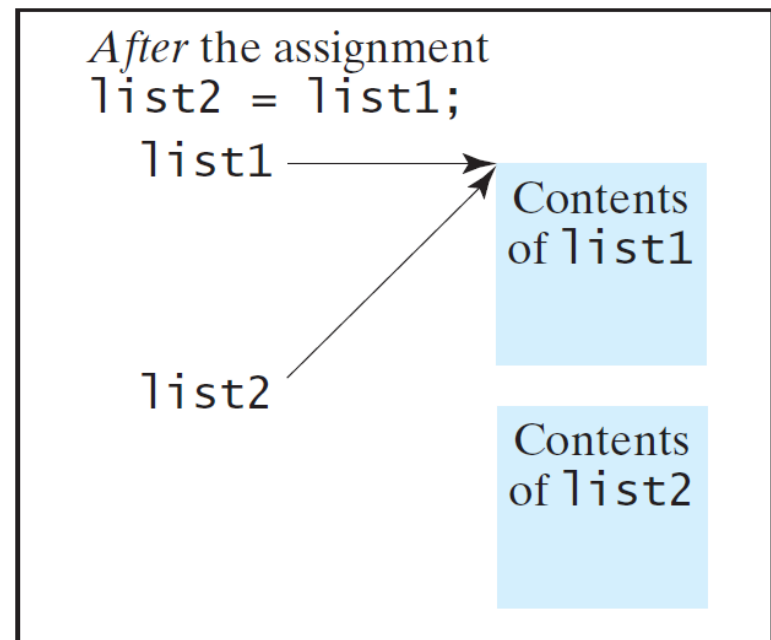 After the assignment
list2 = list1;
list1
Contents
of list1
list2
Contents
of list2